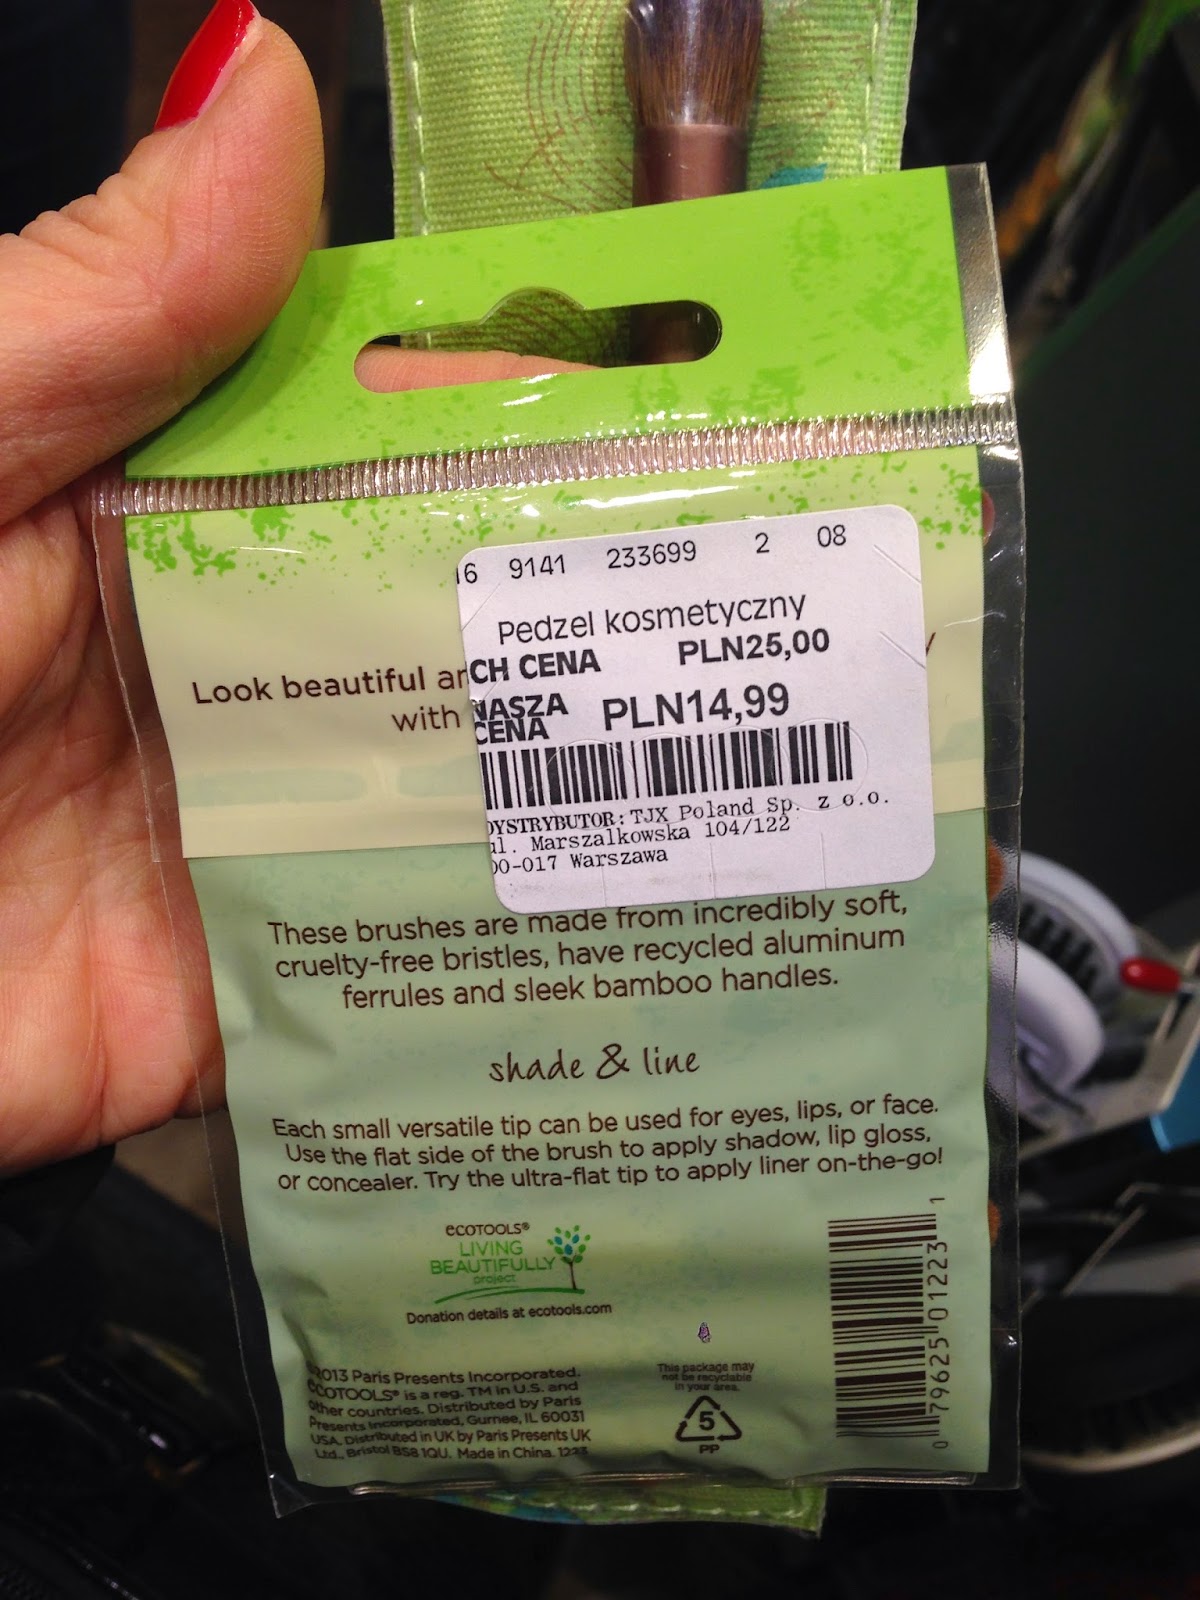 16 9141 233699 2 08
Pedzel kosmetyczny
CH CENA PLN25,00
NASZA CENA PLN14,99
DYSTRYBUTOR: TJX Poland Sp. z o.o.
ul. Marszalkowska 104/122
00-017 Warszawa
Look beautiful
with
These brushes are made from incredibly soft,
cruelty-free bristles, have recycled aluminum
ferrules and sleek bamboo handles.
shade & line
Each small versatile tip can be used for eyes, lips, or face.
Use the flat side of the brush to apply shadow, lip gloss,
or concealer. Try the ultra-flat tip to apply liner on-the-go!
ecoTOOLS®
LIVING
BEAUTIFULLY
project
Donation details at ecotools.com
©2013 Paris Presents Incorporated.
ecoTOOLS® is a reg. TM in U.S. and
other countries. Distributed by Paris
Presents Incorporated, Gurnee, IL 60031
USA. Distributed in UK by Paris Presents UK
Ltd., Bristol BS8 1QU. Made in China. 1223
This package may
not be recyclable
in your area.
5
PP
0 79625 01223 1